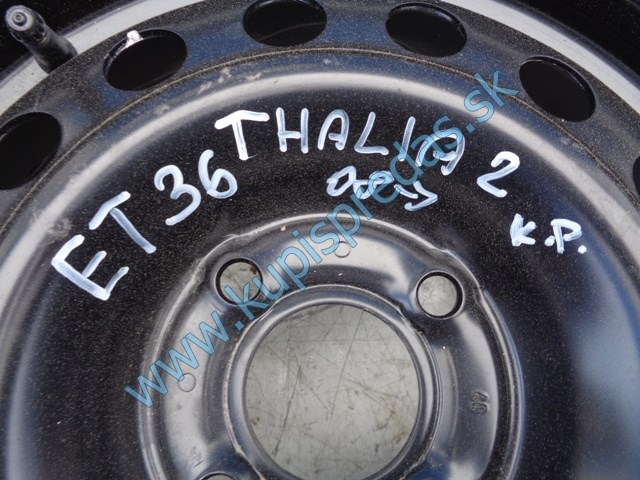 ET 36 THALIA 2
K.P.
www.kupispredas.sk